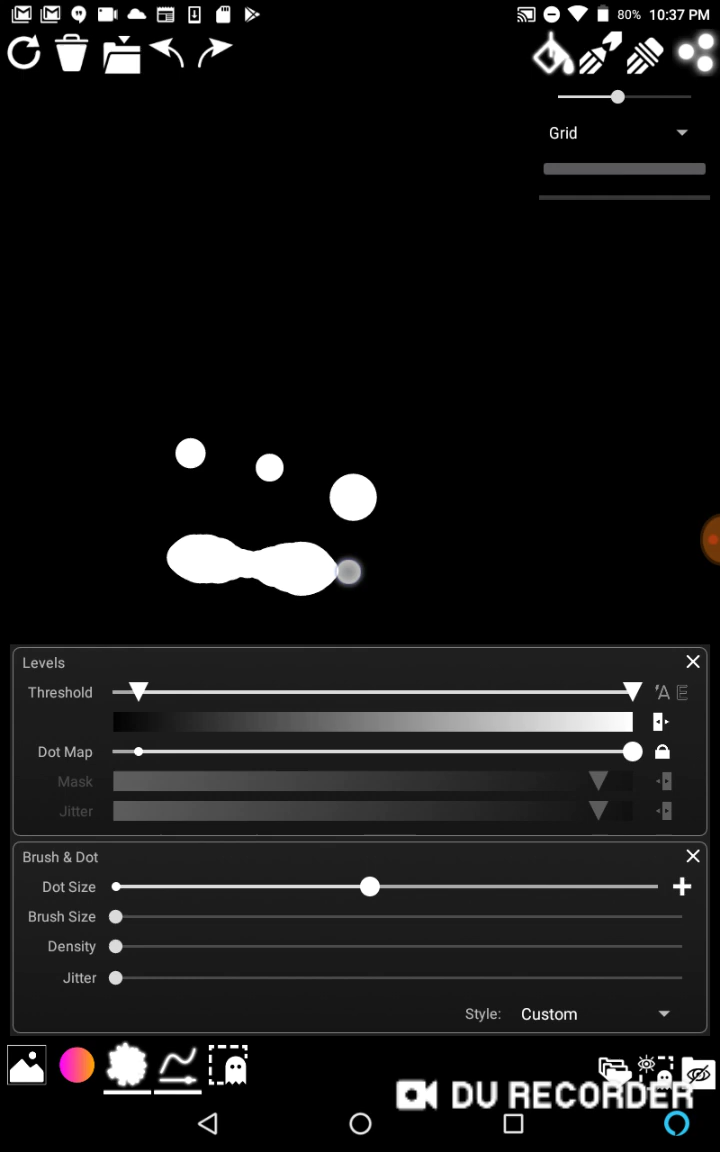 80% 10:37 PM
Grid
Levels
Threshold
'A E
Dot Map
Mask
Jitter
Brush & Dot
Dot Size
Brush Size
Density
Jitter
Style: Custom
DU RECORDER